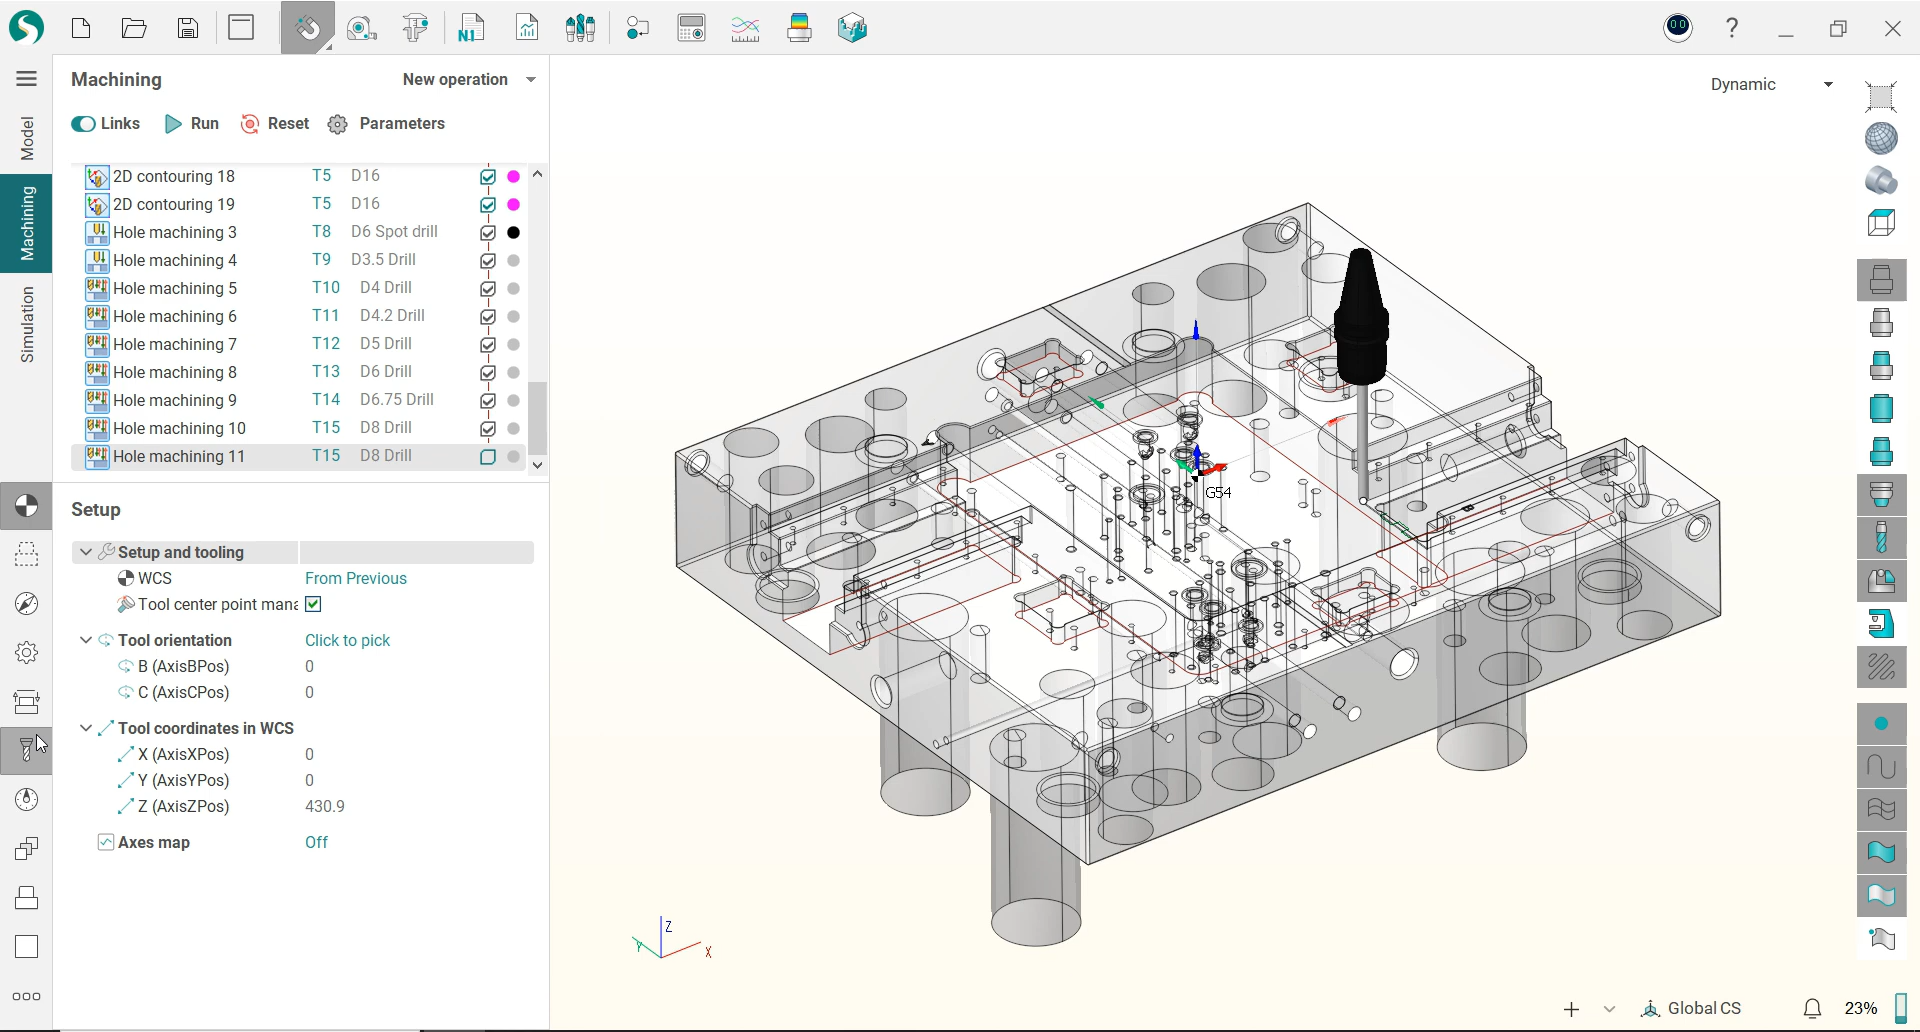 N1
Machining
New operation
Dynamic
Links
Run
Reset
Parameters
Model
Machining
Simulation
2D contouring 18 T5 D16
2D contouring 19 T5 D16
Hole machining 3 T8 D6 Spot drill
Hole machining 4 T9 D3.5 Drill
Hole machining 5 T10 D4 Drill
Hole machining 6 T11 D4.2 Drill
Hole machining 7 T12 D5 Drill
Hole machining 8 T13 D6 Drill
Hole machining 9 T14 D6.75 Drill
Hole machining 10 T15 D8 Drill
Hole machining 11 T15 D8 Drill
Setup
Setup and tooling
WCS From Previous
Tool center point mana
Tool orientation Click to pick
B (AxisBPos) 0
C (AxisCPos) 0
Tool coordinates in WCS
X (AxisXPos) 0
Y (AxisYPos) 0
Z (AxisZPos) 430.9
Axes map Off
G54
Z
Y
X
Global CS
23%